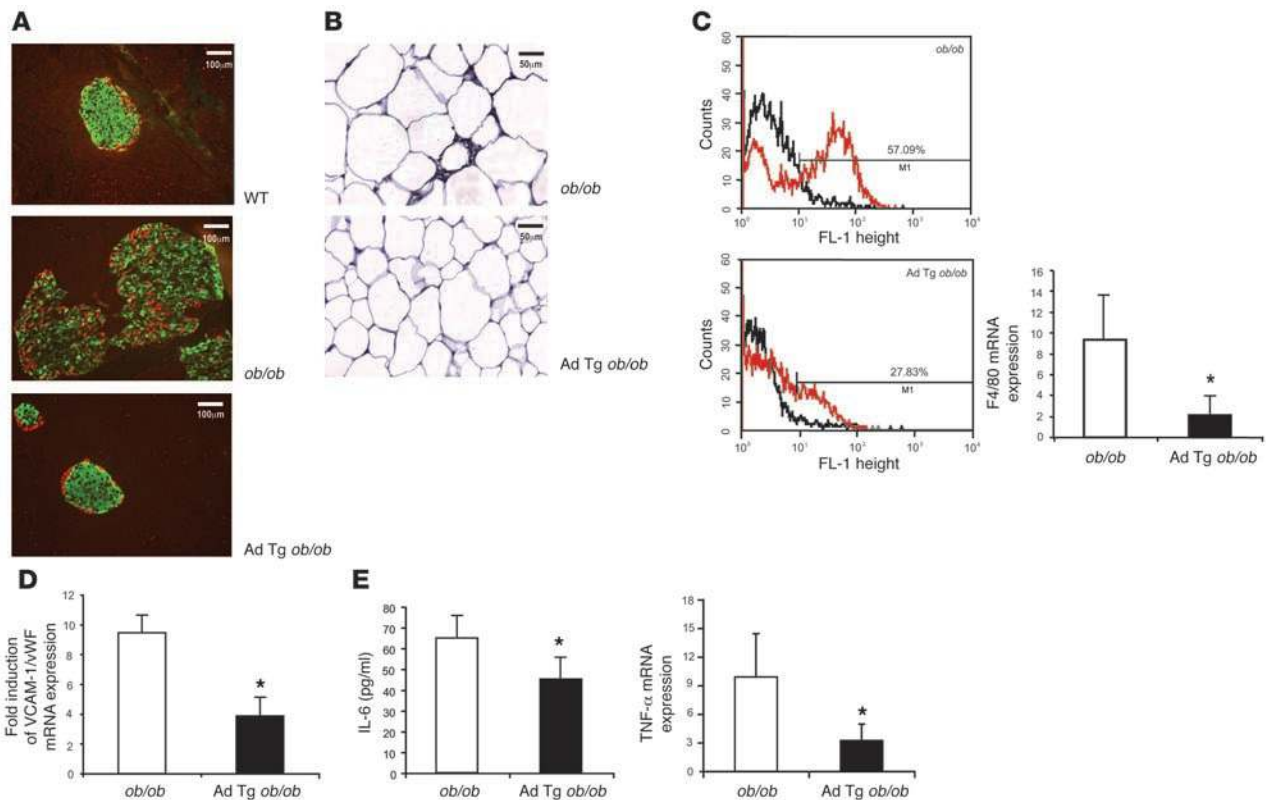 A
100µm
WT
100µm
ob/ob
100µm
Ad Tg ob/ob
B
50µm
ob/ob
50µm
Ad Tg ob/ob
C
60
50
40
30
20
10
0
Counts
ob/ob
57.09%
M1
10⁰ 10¹ 10² 10³ 10⁴
FL-1 height
60
50
40
30
20
10
0
Counts
Ad Tg ob/ob
27.83%
M1
10⁰ 10¹ 10² 10³ 10⁴
FL-1 height
F4/80 mRNA
expression
16
14
12
10
8
6
4
2
0
*
ob/ob Ad Tg ob/ob
D
Fold induction
of VCAM-1/vWF
mRNA expression
12
10
8
6
4
2
0
*
ob/ob Ad Tg ob/ob
E
IL-6 (pg/ml)
80
70
60
50
40
30
20
10
0
*
ob/ob Ad Tg ob/ob
TNF-α mRNA
expression
18
15
12
9
6
3
0
*
ob/ob Ad Tg ob/ob